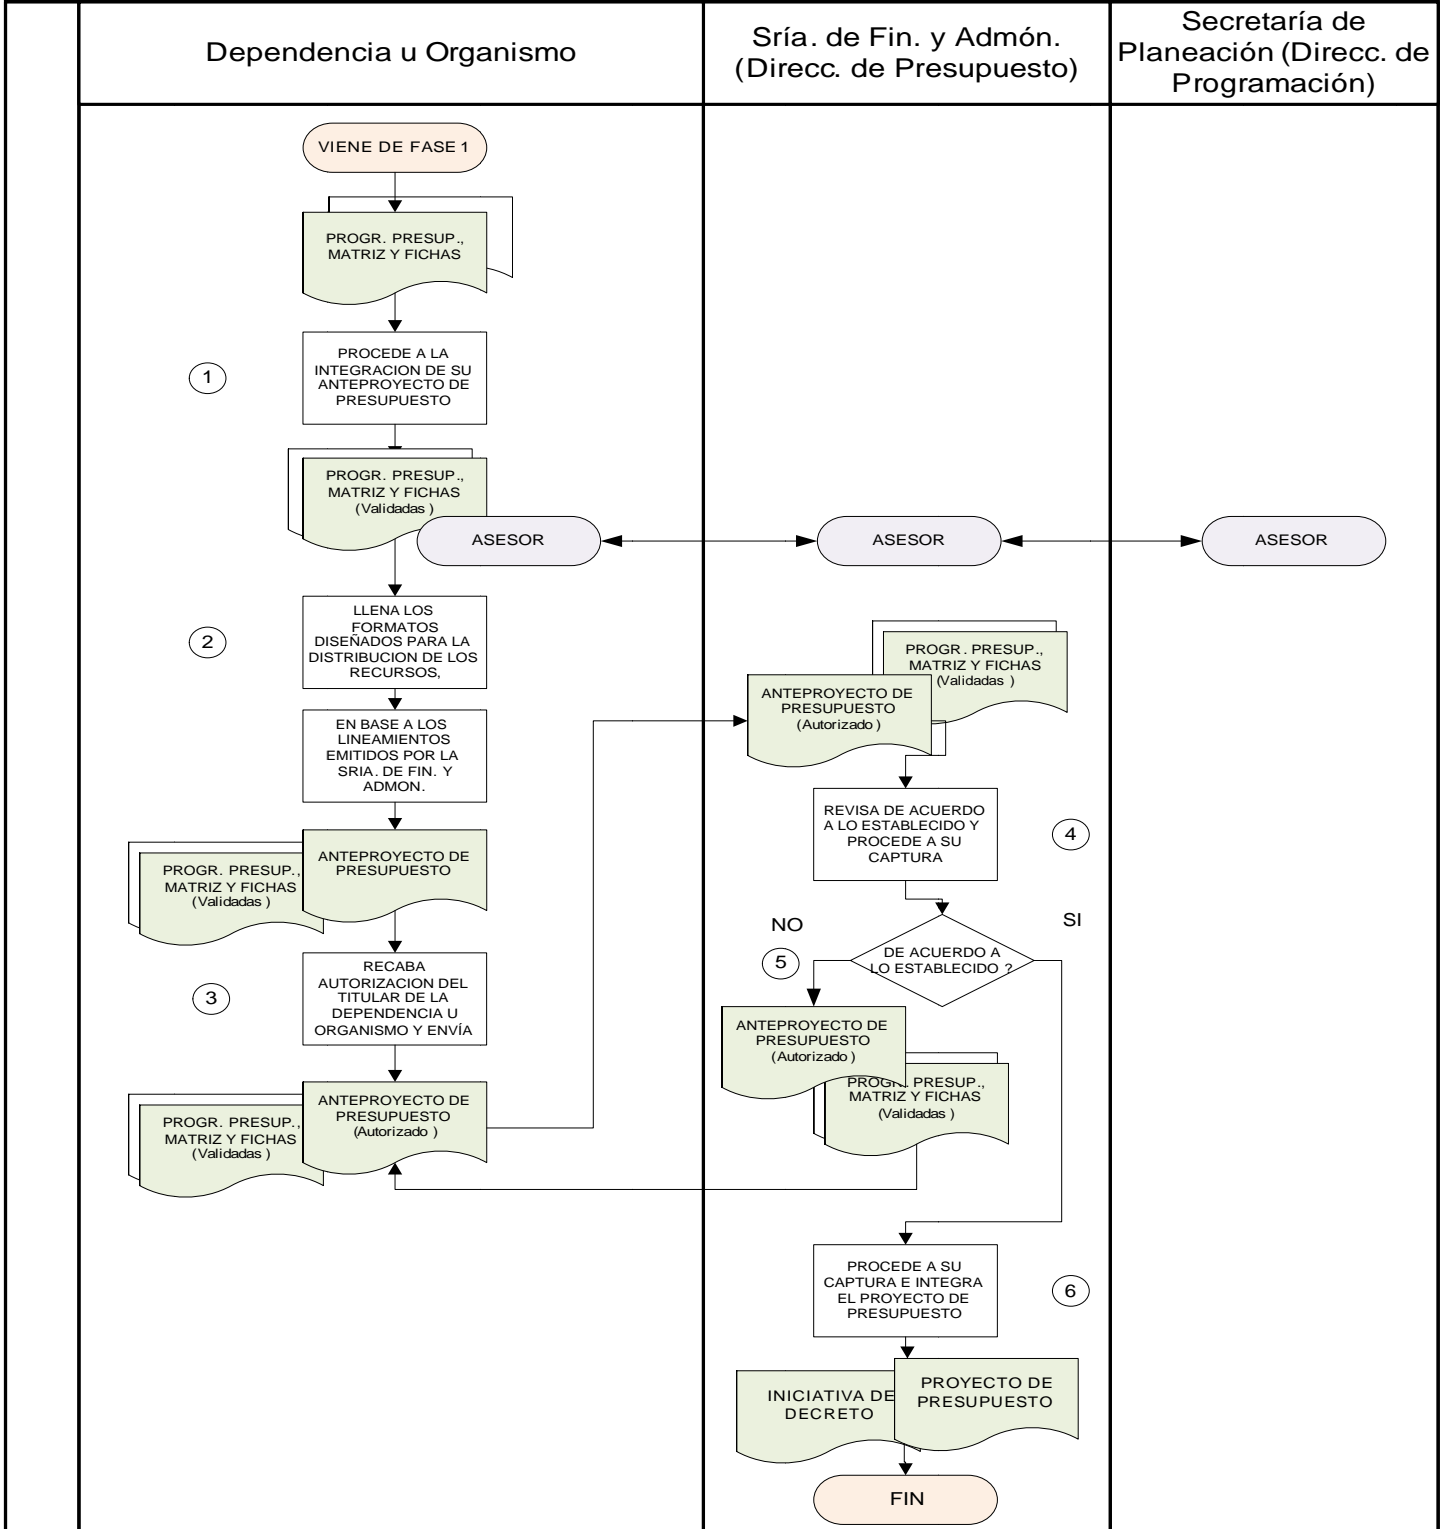 Dependencia u Organismo
Sría. de Fin. y Admón.
(Direcc. de Presupuesto)
Secretaría de
Planeación (Direcc. de
Programación)
VIENE DE FASE 1
PROGR. PRESUP.,
MATRIZ Y FICHAS
1
PROCEDE A LA
INTEGRACION DE SU
ANTEPROYECTO DE
PRESUPUESTO
PROGR. PRESUP.,
MATRIZ Y FICHAS
(Validadas )
ASESOR
ASESOR
ASESOR
2
LLENA LOS
FORMATOS
DISEÑADOS PARA LA
DISTRIBUCION DE LOS
RECURSOS,
EN BASE A LOS
LINEAMIENTOS
EMITIDOS POR LA
SRIA. DE FIN. Y
ADMON.
PROGR. PRESUP.,
MATRIZ Y FICHAS
(Validadas )
ANTEPROYECTO DE
PRESUPUESTO
3
RECABA
AUTORIZACION DEL
TITULAR DE LA
DEPENDENCIA U
ORGANISMO Y ENVÍA
PROGR. PRESUP.,
MATRIZ Y FICHAS
(Validadas )
ANTEPROYECTO DE
PRESUPUESTO
(Autorizado )
PROGR. PRESUP.,
MATRIZ Y FICHAS
(Validadas )
ANTEPROYECTO DE
PRESUPUESTO
(Autorizado )
REVISA DE ACUERDO
A LO ESTABLECIDO Y
PROCEDE A SU
CAPTURA
4
NO
SI
5
DE ACUERDO A
LO ESTABLECIDO ?
ANTEPROYECTO DE
PRESUPUESTO
(Autorizado )
PROGR. PRESUP.,
MATRIZ Y FICHAS
(Validadas )
PROCEDE A SU
CAPTURA E INTEGRA
EL PROYECTO DE
PRESUPUESTO
6
INICIATIVA DE
DECRETO
PROYECTO DE
PRESUPUESTO
FIN